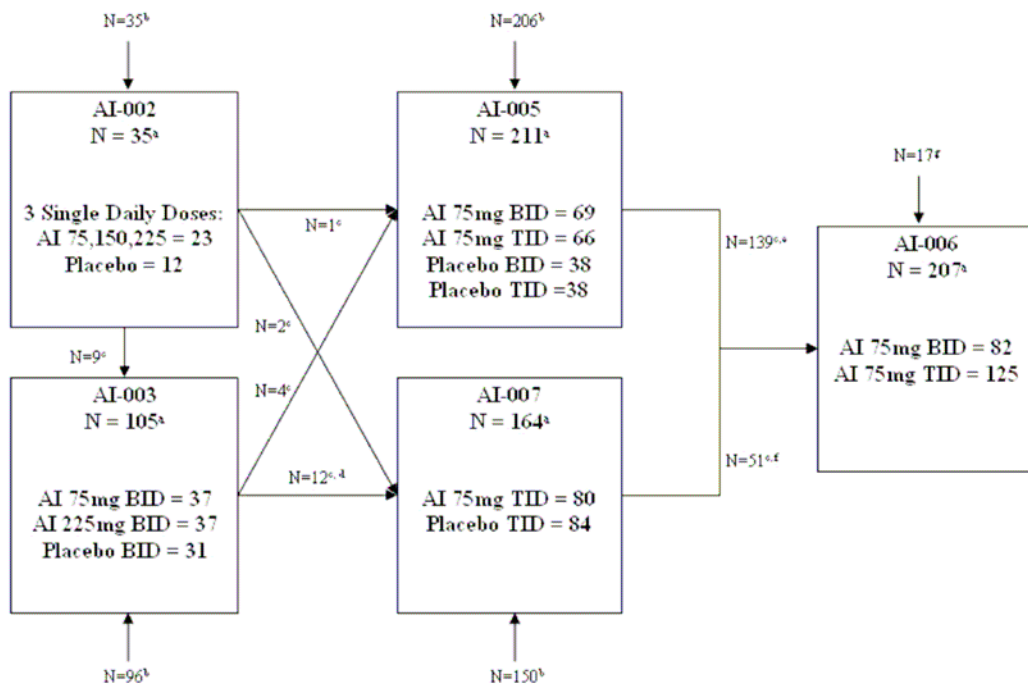 N=35ᵇ
AI-002
N = 35ᵃ
3 Single Daily Doses:
AI 75,150,225 = 23
Placebo = 12
N=9ᶜ
AI-003
N = 105ᵃ
AI 75mg BID = 37
AI 225mg BID = 37
Placebo BID = 31
N=96ᵇ
N=1ᶜ
N=2ᶜ
N=4ᶜ
N=12ᶜ,ᵈ
N=206ᵇ
AI-005
N = 211ᵃ
AI 75mg BID = 69
AI 75mg TID = 66
Placebo BID = 38
Placebo TID =38
AI-007
N = 164ᵃ
AI 75mg TID = 80
Placebo TID = 84
N=150ᵇ
N=139ᶜ,ᵉ
N=51ᶜ,ᶠ
N=17ᵍ
AI-006
N = 207ᵃ
AI 75mg BID = 82
AI 75mg TID = 125